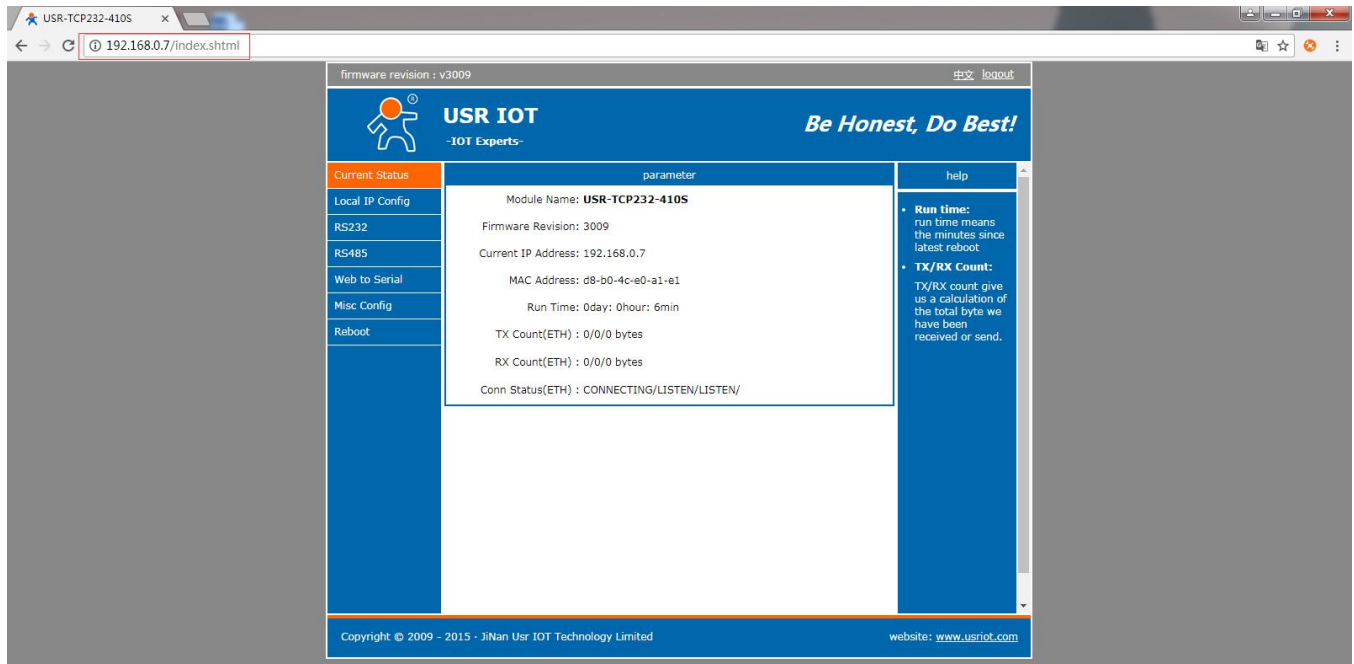 USR-TCP232-410S
192.168.0.7/index.shtml
firmware revision : v3009
中文 logout
USR IOT
-IOT Experts-
Be Honest, Do Best!
Current Status
Local IP Config
RS232
RS485
Web to Serial
Misc Config
Reboot
parameter
Module Name: USR-TCP232-410S
Firmware Revision: 3009
Current IP Address: 192.168.0.7
MAC Address: d8-b0-4c-e0-a1-e1
Run Time: 0day: 0hour: 6min
TX Count(ETH) : 0/0/0 bytes
RX Count(ETH) : 0/0/0 bytes
Conn Status(ETH) : CONNECTING/LISTEN/LISTEN/
help
• Run time:
run time means
the minutes since
latest reboot
• TX/RX Count:
TX/RX count give
us a calculation of
the total byte we
have been
received or send.
Copyright © 2009 - 2015 · JiNan Usr IOT Technology Limited
website: www.usriot.com